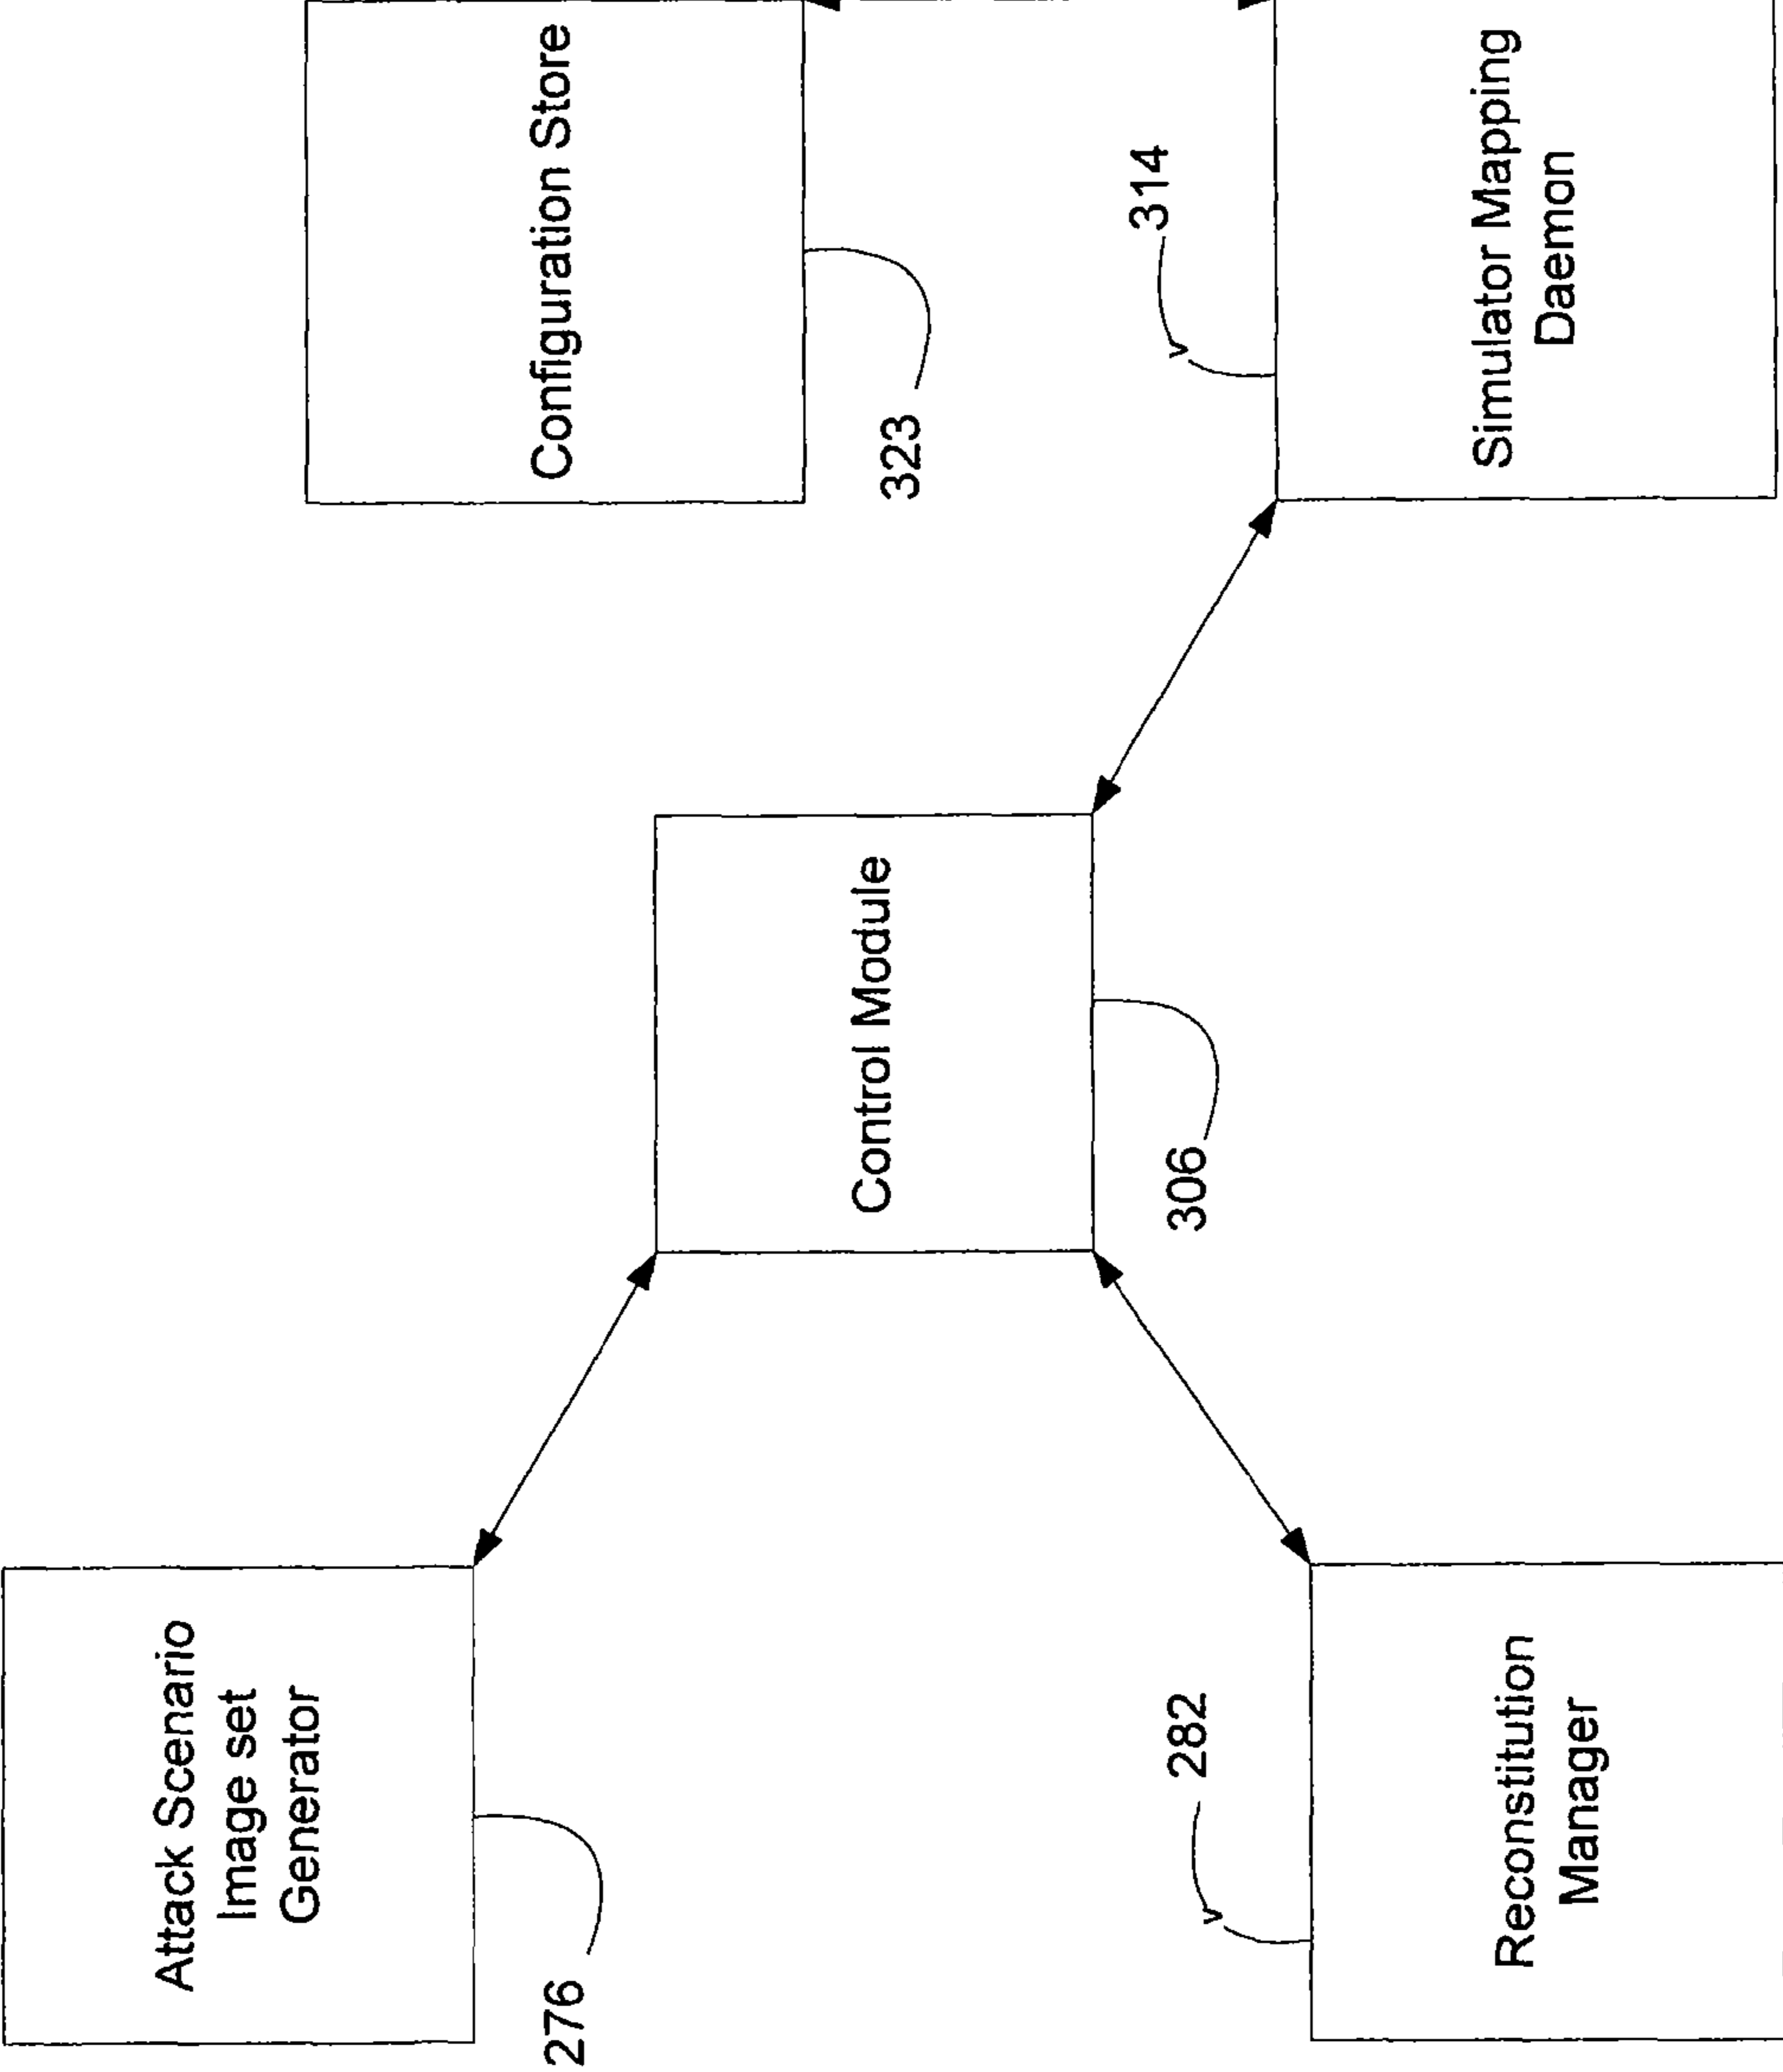 Attack Scenario
Image set
Generator
276
Configuration Store
323
Control Module
306
282
Reconstitution
Manager
314
Simulator Mapping
Daemon